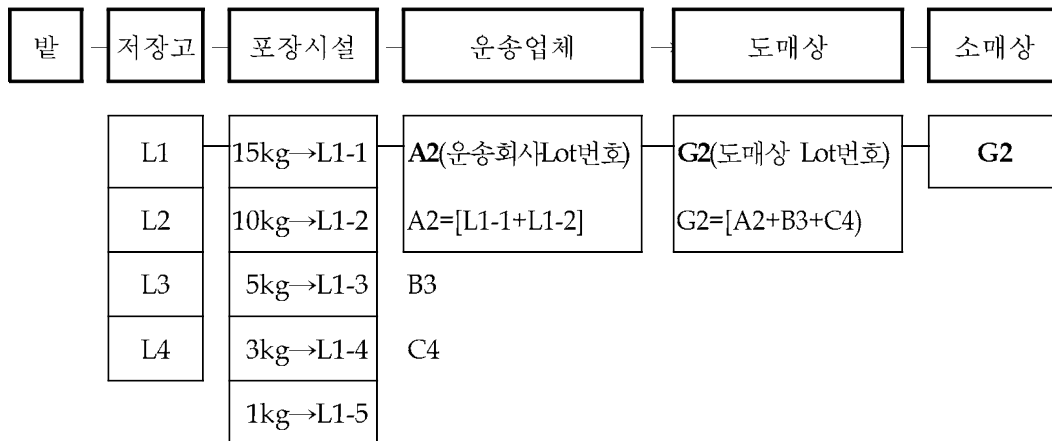 밭 저장고 포장시설 운송업체 → 도매상 소매상
L1 15kg→L1-1 A2(운송회사Lot번호) G2(도매상 Lot번호) G2
L2 10kg→L1-2 A2=[L1-1+L1-2] G2=[A2+B3+C4)
L3 5kg→L1-3 B3
L4 3kg→L1-4 C4
1kg→L1-5